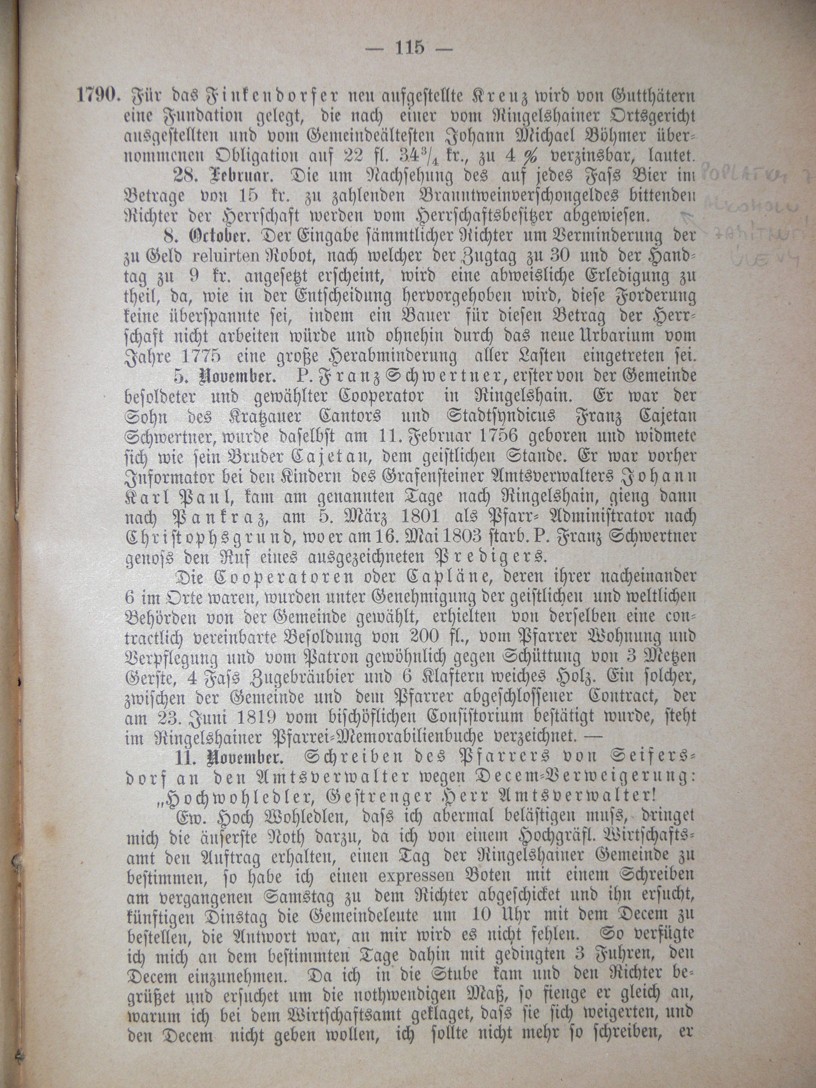 — 115 —
1790. Für das Finkendorfer neu aufgestellte Kreuz wird von Gutthätern
eine Fundation gelegt, die nach einer vom Ringelshainer Ortsgericht
ausgestellten und vom Gemeindeältesten Johann Michael Böhmer über-
nommenen Obligation auf 22 fl. 34¾ kr., zu 4 % verzinsbar, lautet.
28. Februar. Die um Nachsehung des auf jedes Fass Bier im
Betrage von 15 kr. zu zahlenden Branntweinverschongeldes bittenden
Richter der Herrschaft werden vom Herrschaftsbesitzer abgewiesen.
8. October. Der Eingabe sämmtlicher Richter um Verminderung der
zu Geld reluirten Robot, nach welcher der Zugtag zu 30 und der Hand-
tag zu 9 kr. angesetzt erscheint, wird eine abweisliche Erledigung zu
theil, da, wie in der Entscheidung hervorgehoben wird, diese Forderung
keine überspannte sei, indem ein Bauer für diesen Betrag der Herr-
schaft nicht arbeiten würde und ohnehin durch das neue Urbarium vom
Jahre 1775 eine große Herabminderung aller Lasten eingetreten sei.
5. November. P. Franz Schwertner, erster von der Gemeinde
besoldeter und gewählter Cooperator in Ringelshain. Er war der
Sohn des Kratzauer Cantors und Stadtsyndicus Franz Cajetan
Schwertner, wurde daselbst am 11. Februar 1756 geboren und widmete
sich wie sein Bruder Cajetan, dem geistlichen Stande. Er war vorher
Informator bei den Kindern des Grafensteiner Amtsverwalters Johann
Karl Paul, kam am genannten Tage nach Ringelshain, gieng dann
nach Pankraz, am 5. März 1801 als Pfarr-Administrator nach
Christophsgrund, wo er am 16. Mai 1803 starb. P. Franz Schwertner
genoss den Ruf eines ausgezeichneten Predigers.
Die Cooperatoren oder Capläne, deren ihrer nacheinander
6 im Orte waren, wurden unter Genehmigung der geistlichen und weltlichen
Behörden von der Gemeinde gewählt, erhielten von derselben eine con-
tractlich vereinbarte Besoldung von 200 fl., vom Pfarrer Wohnung und
Verpflegung und vom Patron gewöhnlich gegen Schüttung von 3 Metzen
Gerste, 4 Fass Zugebräubier und 6 Klaftern weiches Holz. Ein solcher,
zwischen der Gemeinde und dem Pfarrer abgeschlossener Contract, der
am 23. Juni 1819 vom bischöflichen Consistorium bestätigt wurde, steht
im Ringelshainer Pfarrei-Memorabilienbuche verzeichnet. —
11. November. Schreiben des Pfarrers von Seifers-
dorf an den Amtsverwalter wegen Decem-Verweigerung:
„Hochwohledler, Gestrenger Herr Amtsverwalter!
Ew. Hoch Wohledlen, dass ich abermal belästigen muss, dringet
mich die äuserste Noth darzu, da ich von einem Hochgräfl. Wirtschafts-
amt den Auftrag erhalten, einen Tag der Ringelshainer Gemeinde zu
bestimmen, so habe ich einen expressen Boten mit einem Schreiben
am vergangenen Samstag zu dem Richter abgeschicket und ihn ersucht,
künftigen Dinstag die Gemeindeleute um 10 Uhr mit dem Decem zu
bestellen, die Antwort war, an mir wird es nicht fehlen. So verfügte
ich mich an dem bestimmten Tage dahin mit gedingten 3 Fuhren, den
Decem einzunehmen. Da ich in die Stube kam und den Richter be-
grüßet und ersuchet um die nothwendigen Maß, so fienge er gleich an,
warum ich bei dem Wirtschaftsamt geklaget, dass sie sich weigerten, und
den Decem nicht geben wollen, ich sollte nicht mehr so schreiben, er
POPLATKY Z
ALKOHOLU
ÚLEVY